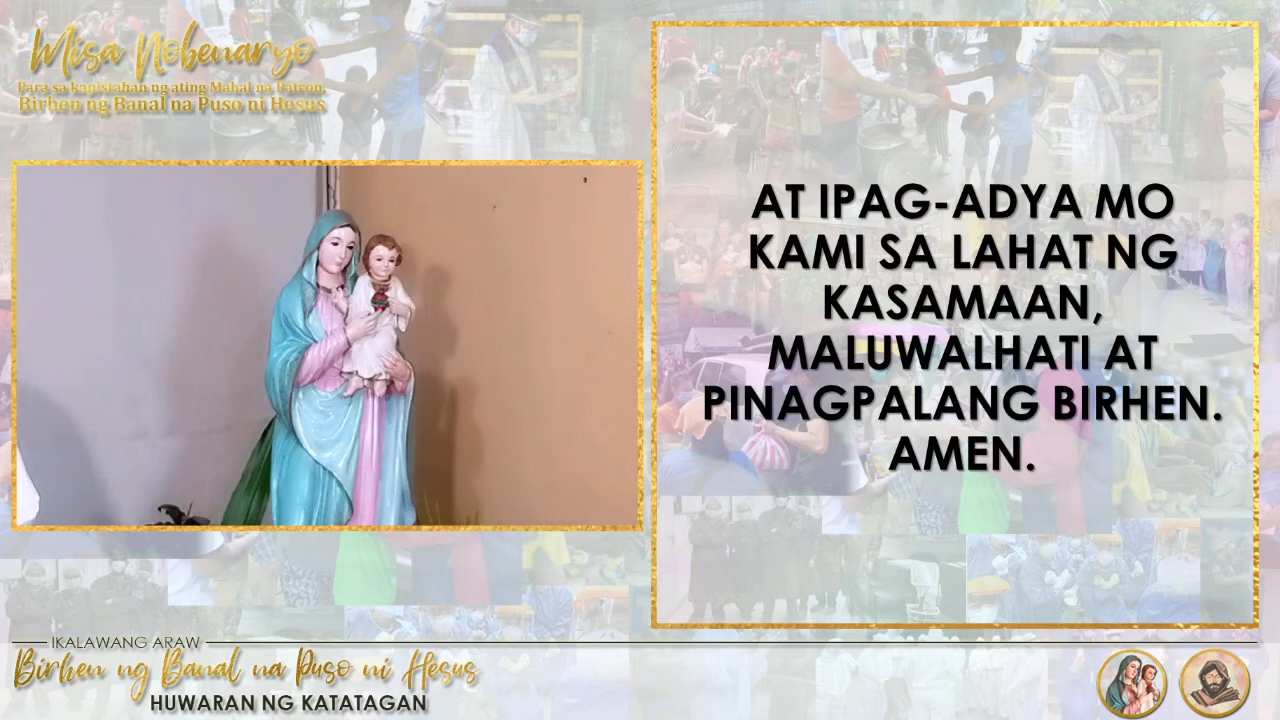 Misa Nobenaryo
Para sa Kapistahan ng ating Mahal na Patron,
Birhen ng Banal na Puso ni Hesus
AT IPAG-ADYA MO
KAMI SA LAHAT NG
KASAMAAN,
MALUWALHATI AT
PINAGPALANG BIRHEN.
AMEN.
IKALAWANG ARAW
Birhen ng Banal na Puso ni Hesus
HUWARAN NG KATATAGAN